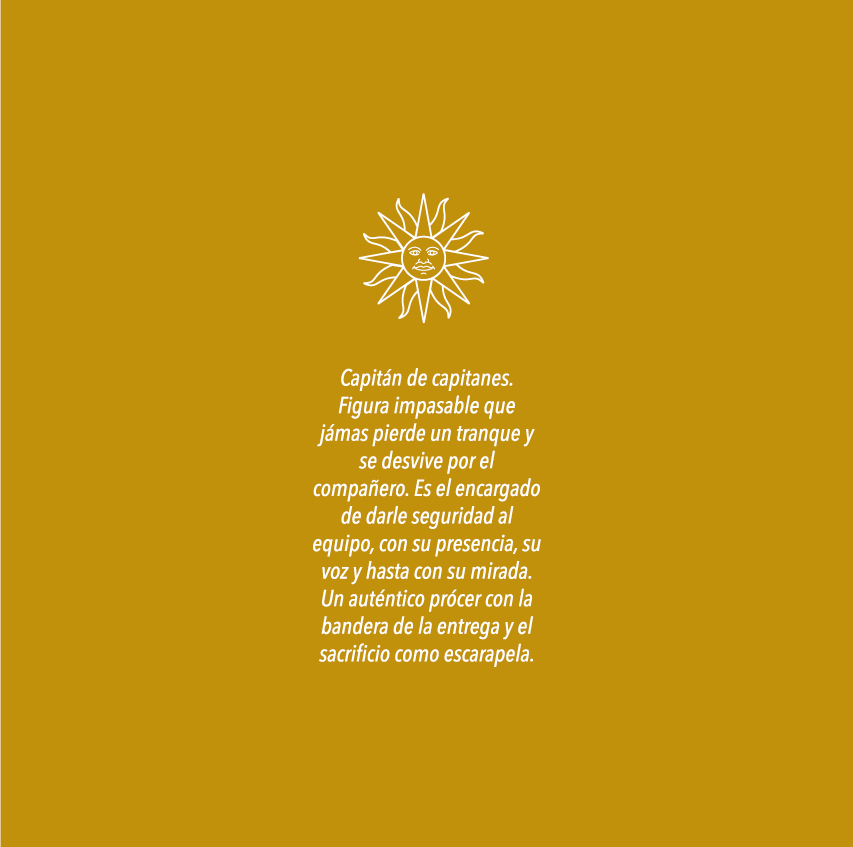 Capitán de capitanes.
Figura impasable que
jámas pierde un tranque y
se desvive por el
compañero. Es el encargado
de darle seguridad al
equipo, con su presencia, su
voz y hasta con su mirada.
Un auténtico prócer con la
bandera de la entrega y el
sacrificio como escarapela.